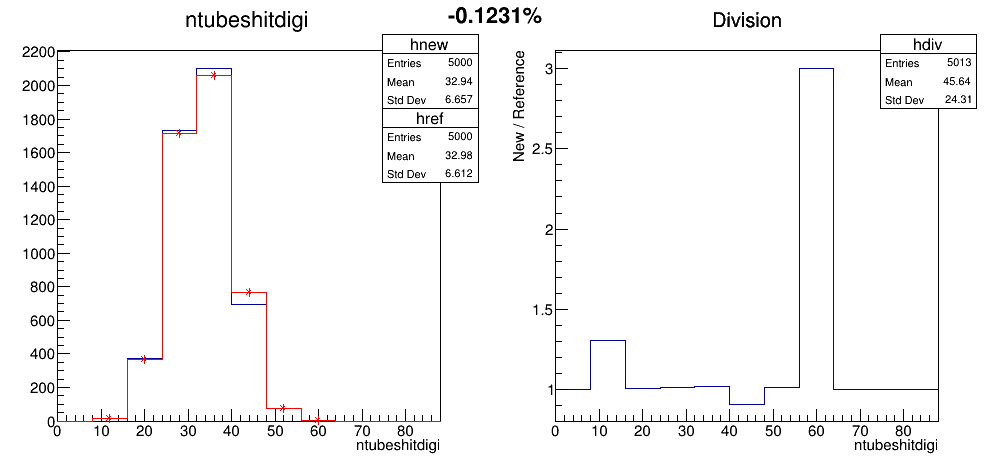 -0.1231%
ntubeshitdigi
hnew
Entries 5000
Mean 32.94
Std Dev 6.657
href
Entries 5000
Mean 32.98
Std Dev 6.612
2200
2000
1800
1600
1400
1200
1000
800
600
400
200
0
0 10 20 30 40 50 60 70 80
ntubeshitdigi
Division
hdiv
Entries 5013
Mean 45.64
Std Dev 24.31
New / Reference
3
2.5
2
1.5
1
0 10 20 30 40 50 60 70 80
ntubeshitdigi